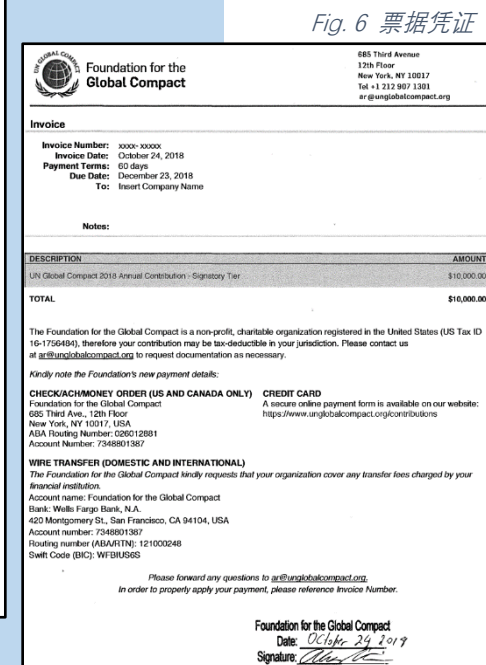 Fig. 6 票据凭证
UN GLOBAL COMPACT
Foundation for the
Global Compact
685 Third Avenue
12th Floor
New York, NY 10017
Tel +1 212 907 1301
ar@unglobalcompact.org
Invoice
Invoice Number: xxxx- xxxxx
Invoice Date: October 24, 2018
Payment Terms: 60 days
Due Date: December 23, 2018
To: Insert Company Name
Notes:
DESCRIPTION AMOUNT
UN Global Compact 2018 Annual Contribution - Signatory Tier $10,000.00
TOTAL $10,000.00
The Foundation for the Global Compact is a non-profit, charitable organization registered in the United States (US Tax ID
16-1756484), therefore your contribution may be tax-deductible in your jurisdiction. Please contact us
at ar@unglobalcompact.org to request documentation as necessary.
Kindly note the Foundation's new payment details:
CHECK/ACH/MONEY ORDER (US AND CANADA ONLY)
Foundation for the Global Compact
685 Third Ave., 12th Floor
New York, NY 10017, USA
ABA Routing Number: 026012881
Account Number: 7348801387
CREDIT CARD
A secure online payment form is available on our website:
https://www.unglobalcompact.org/contributions
WIRE TRANSFER (DOMESTIC AND INTERNATIONAL)
The Foundation for the Global Compact kindly requests that your organization cover any transfer fees charged by your
financial institution.
Account name: Foundation for the Global Compact
Bank: Wells Fargo Bank, N.A.
420 Montgomery St., San Francisco, CA 94104, USA
Account number: 7348801387
Routing number (ABA/RTN): 121000248
Swift Code (BIC): WFBIUS6S
Please forward any questions to ar@unglobalcompact.org.
In order to properly apply your payment, please reference Invoice Number.
Foundation for the Global Compact
Date: October 24 2019
Signature: